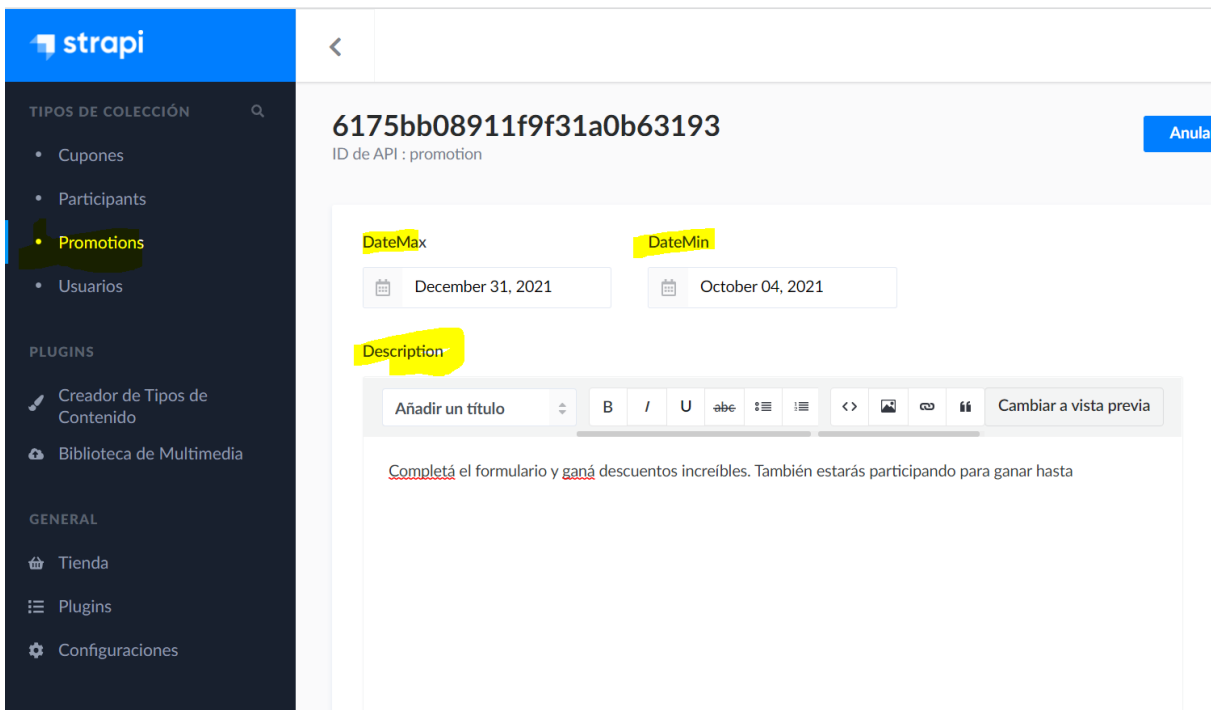 strapi
TIPOS DE COLECCIÓN
Cupones
Participants
Promotions
Usuarios
PLUGINS
Creador de Tipos de
Contenido
Biblioteca de Multimedia
GENERAL
Tienda
Plugins
Configuraciones
6175bb08911f9f31a0b63193
ID de API : promotion
Anula
DateMax
DateMin
December 31, 2021
October 04, 2021
Description
Añadir un título
B I U abc
Cambiar a vista previa
Completá el formulario y ganá descuentos increíbles. También estarás participando para ganar hasta